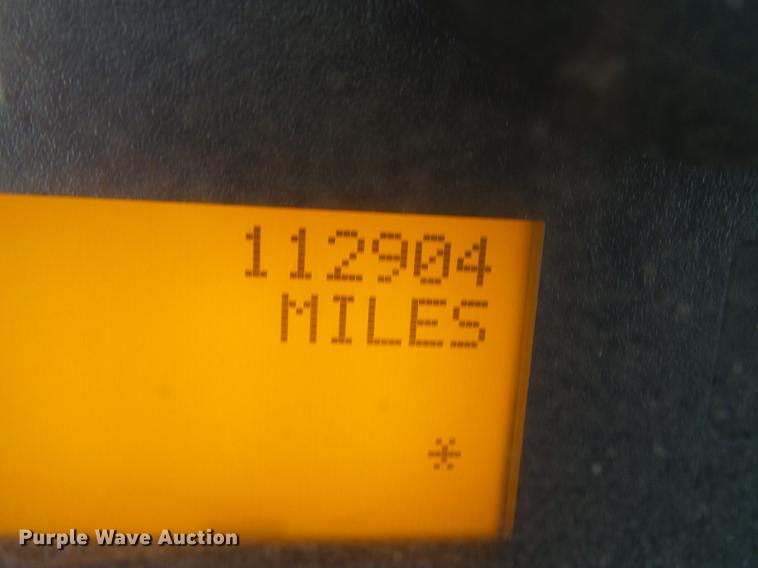 112904
MILES
*
Purple Wave Auction